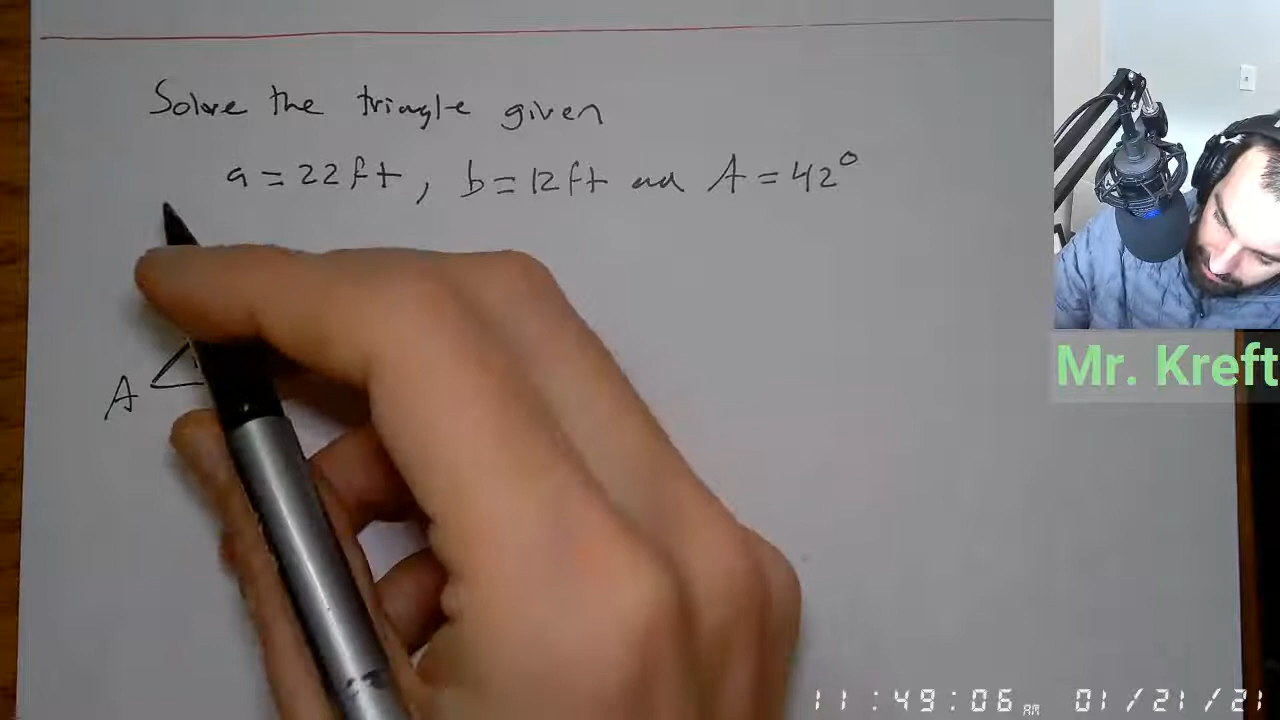 Solve the triangle given
a = 22 ft, b = 12 ft and A = 42°
A
Mr. Kreft
11:49:06 AM 01/21/21